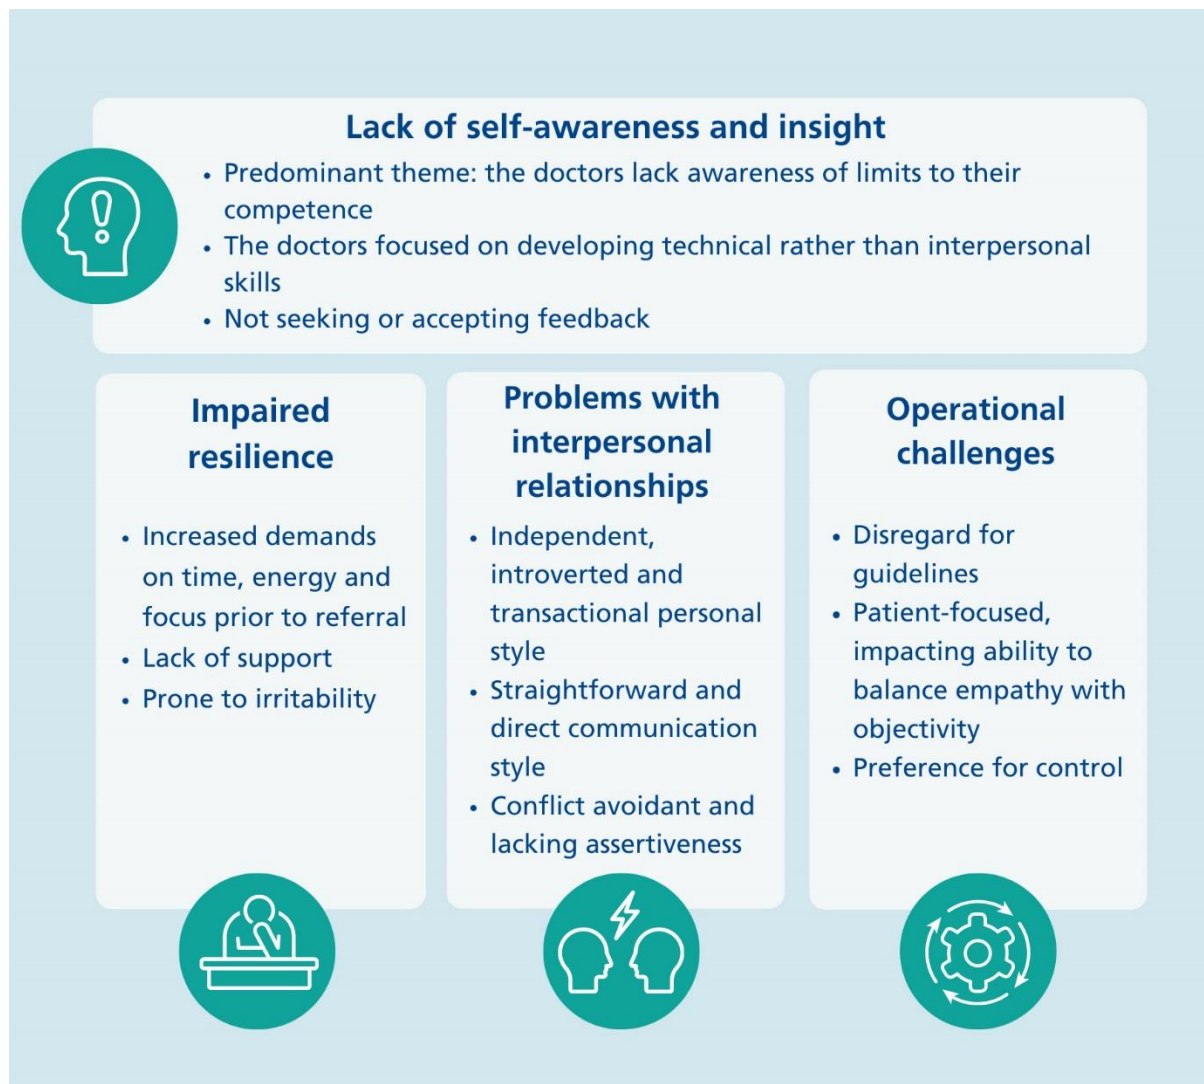 Lack of self-awareness and insight
• Predominant theme: the doctors lack awareness of limits to their
competence
• The doctors focused on developing technical rather than interpersonal
skills
• Not seeking or accepting feedback
Impaired
resilience
• Increased demands
on time, energy and
focus prior to referral
• Lack of support
• Prone to irritability
Problems with
interpersonal
relationships
• Independent,
introverted and
transactional personal
style
• Straightforward and
direct communication
style
• Conflict avoidant and
lacking assertiveness
Operational
challenges
• Disregard for
guidelines
• Patient-focused,
impacting ability to
balance empathy with
objectivity
• Preference for control